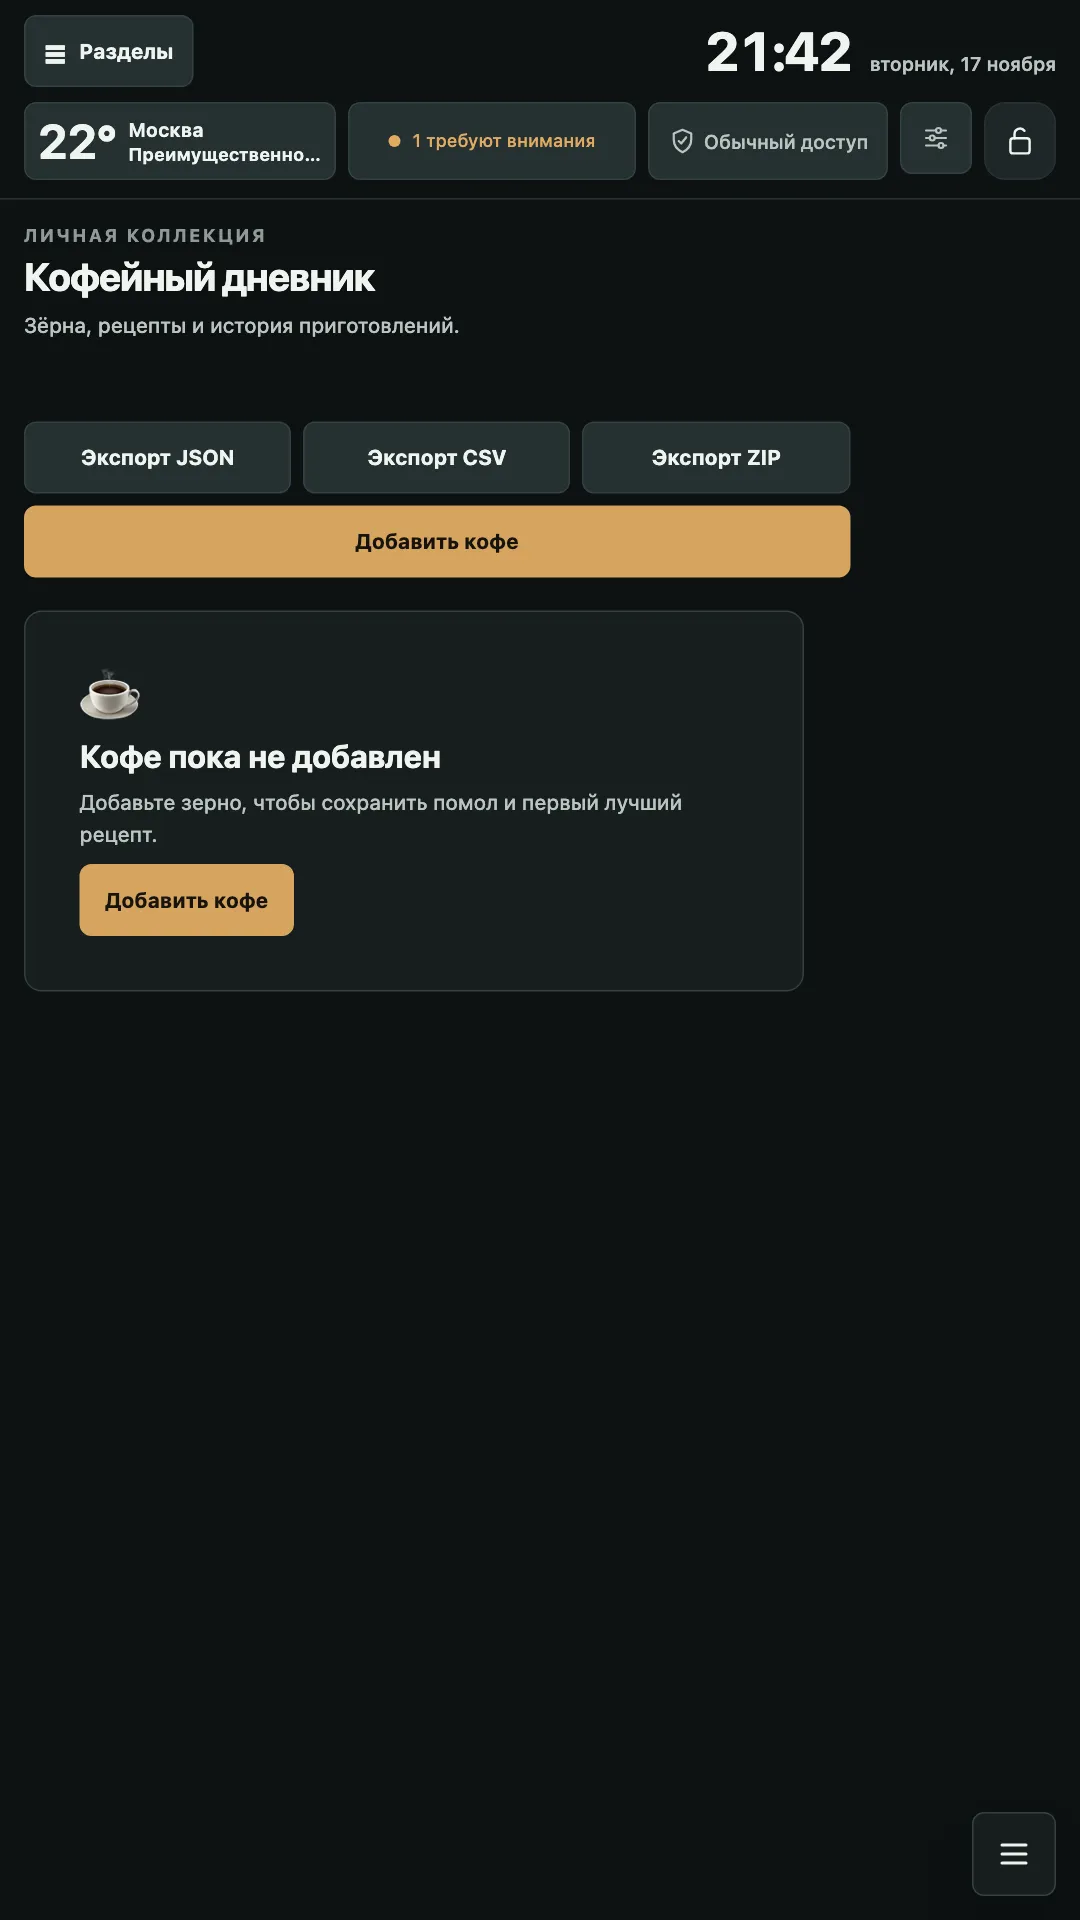 Разделы
21:42 вторник, 17 ноября
22° Москва
Преимущественно...
1 требуют внимания
Обычный доступ
ЛИЧНАЯ КОЛЛЕКЦИЯ
Кофейный дневник
Зёрна, рецепты и история приготовлений.
Экспорт JSON
Экспорт CSV
Экспорт ZIP
Добавить кофе
Кофе пока не добавлен
Добавьте зерно, чтобы сохранить помол и первый лучший
рецепт.
Добавить кофе